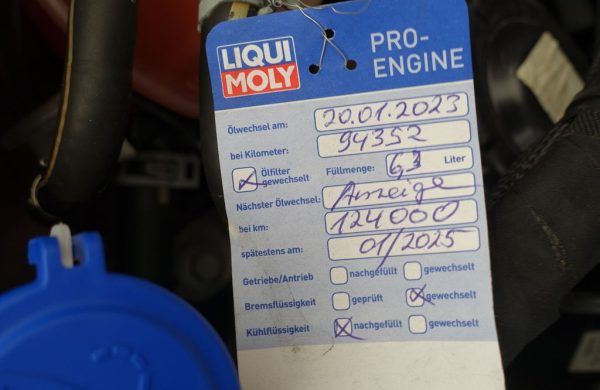 LIQUI
MOLY
PRO-
ENGINE
Ölwechsel am: 20.01.2023
bei Kilometer: 94352
Ölfilter
gewechselt
Füllmenge: 6,3 Liter
Nächster Ölwechsel: Anzeige
bei km: 124000
spätestens am: 01/2025
Getriebe/Antrieb nachgefüllt gewechselt
Bremsflüssigkeit geprüft gewechselt
Kühlflüssigkeit nachgefüllt gewechselt